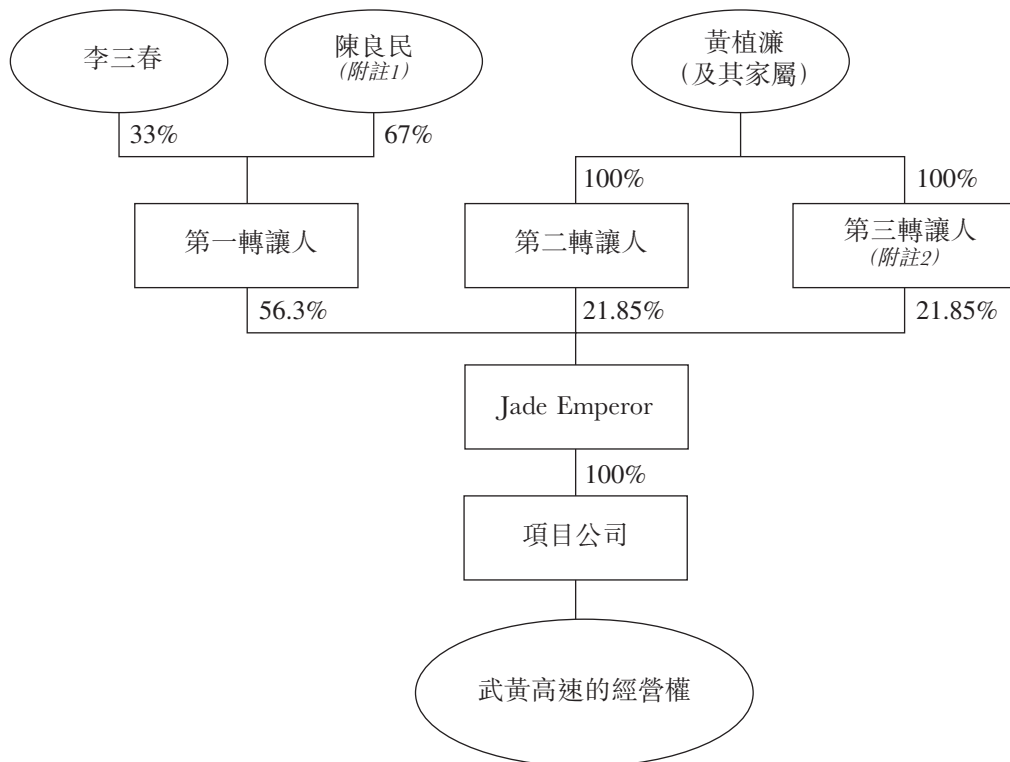 李三春
陳良民
(附註1)
黃植濂
(及其家屬)
33%
67%
100%
100%
第一轉讓人
第二轉讓人
第三轉讓人
(附註2)
56.3%
21.85%
21.85%
Jade Emperor
100%
項目公司
武黃高速的經營權